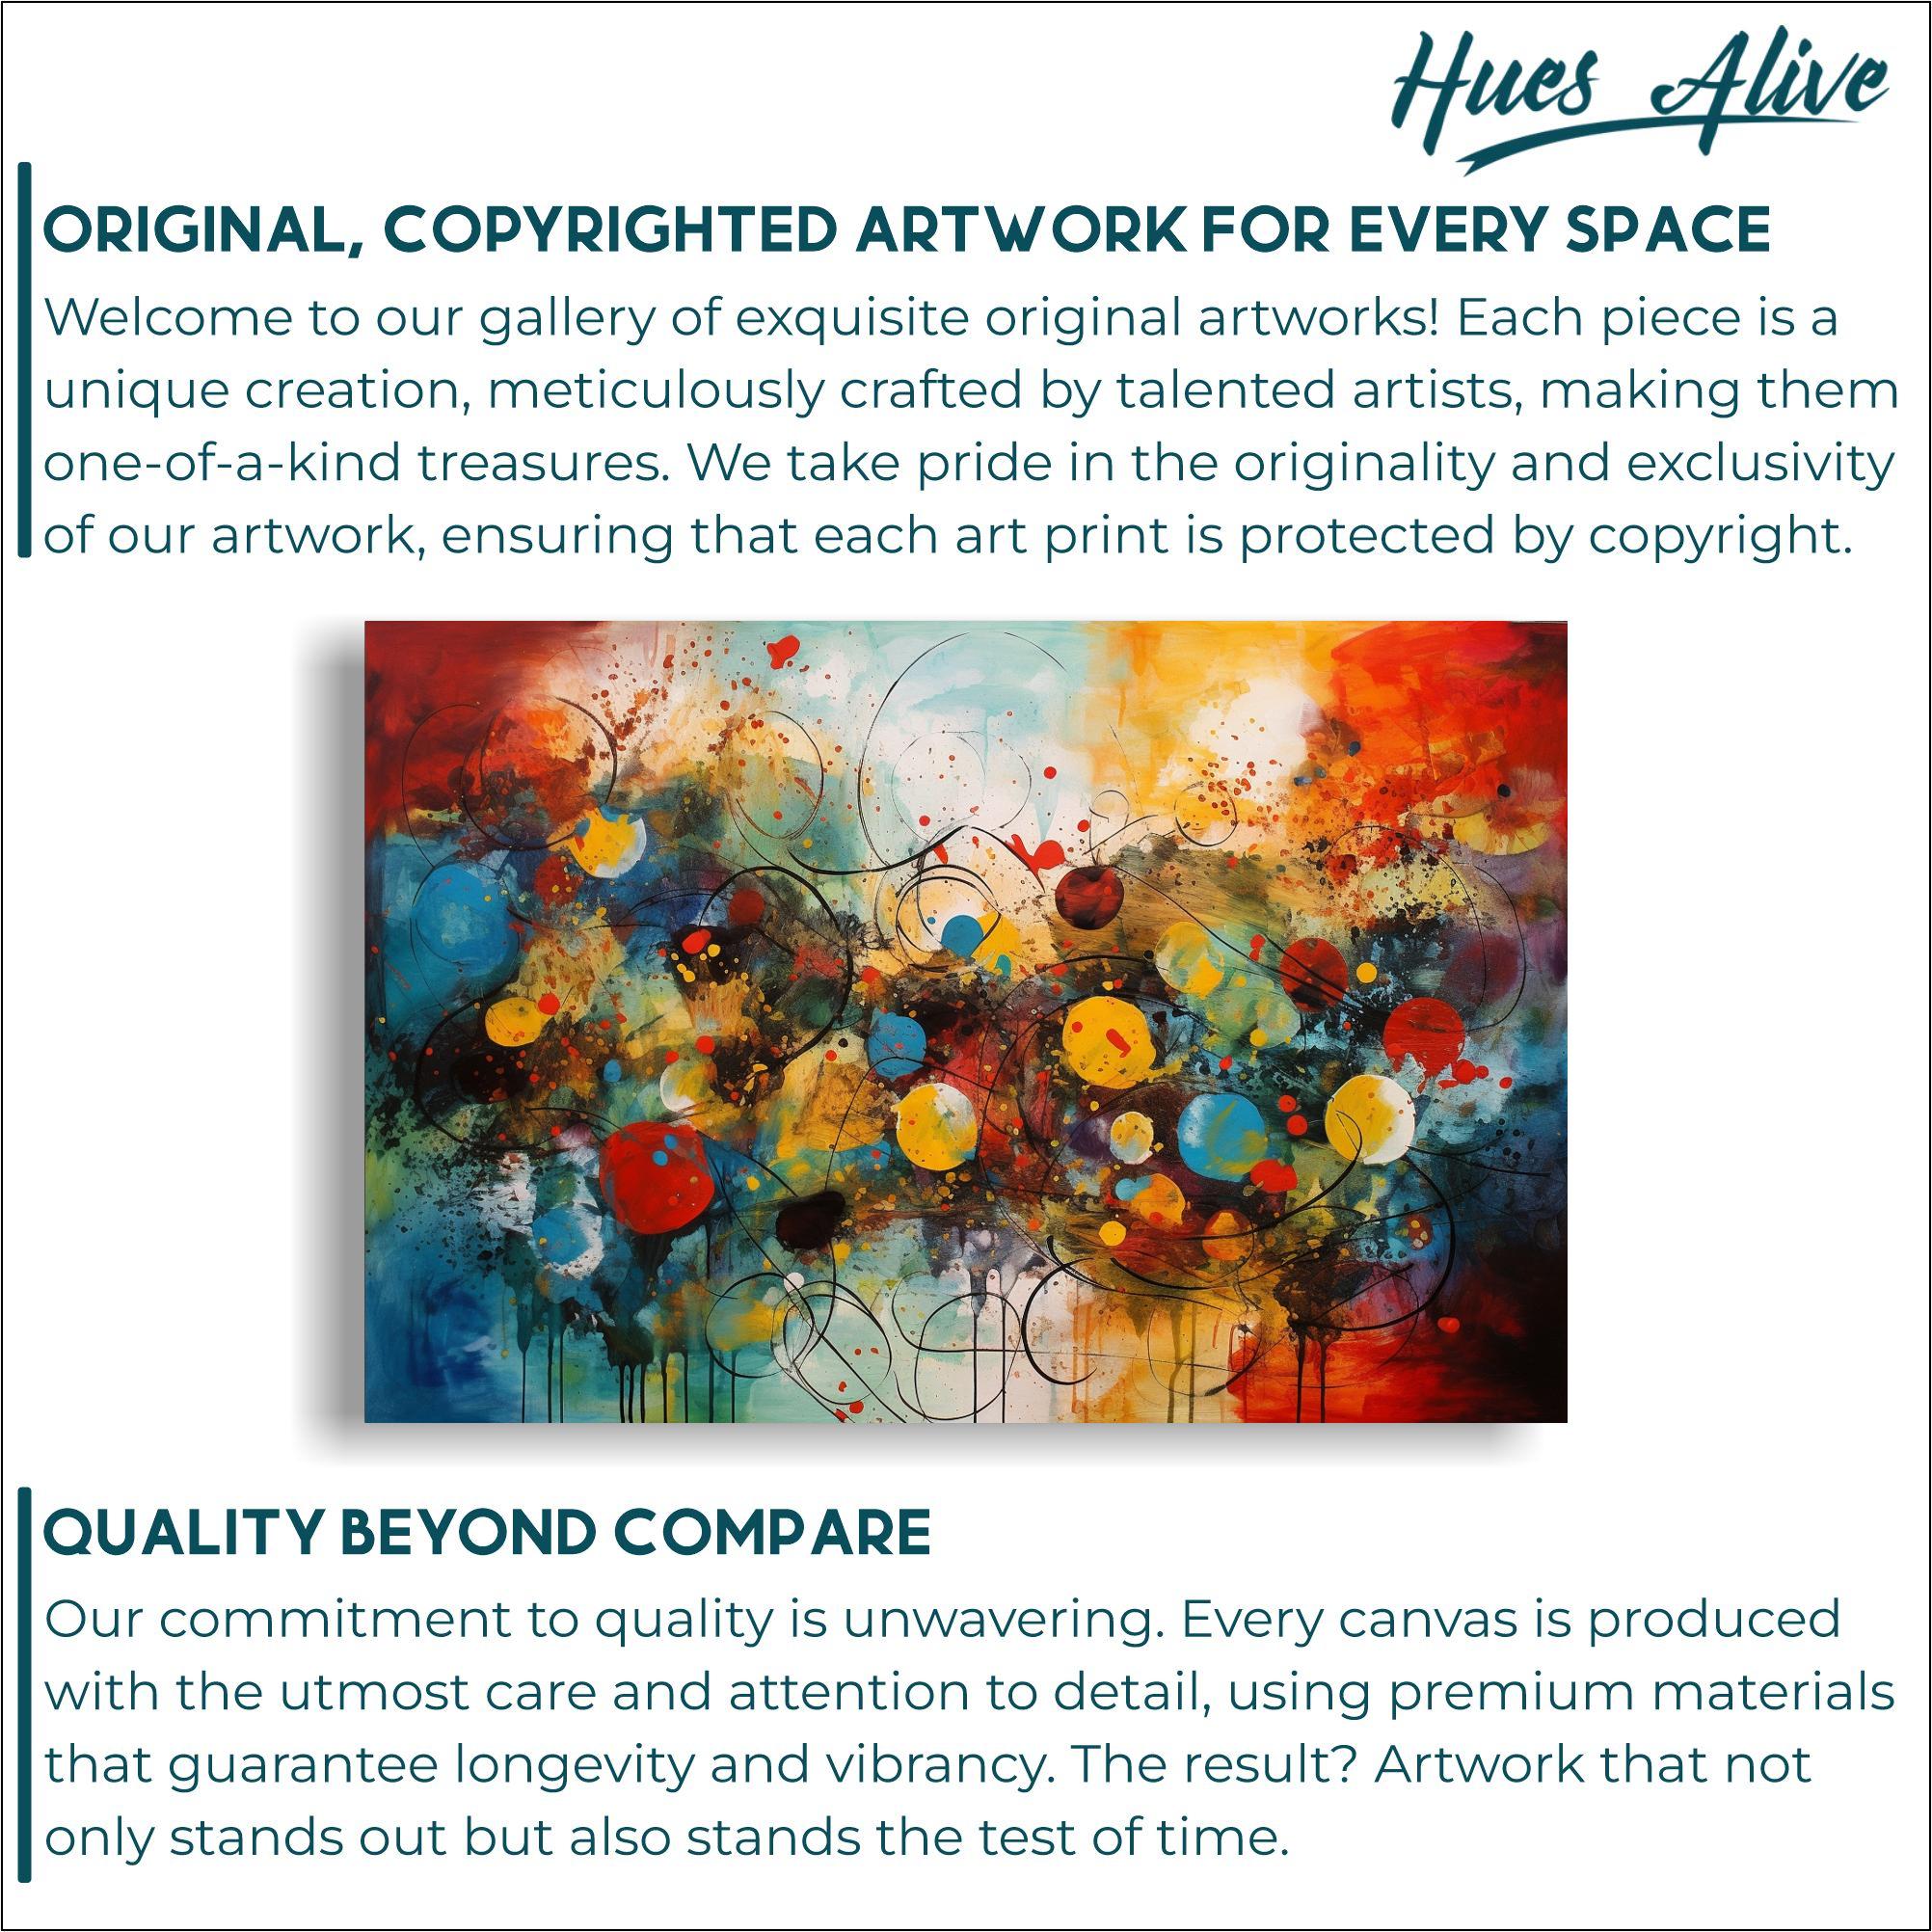 Hues Alive
ORIGINAL, COPYRIGHTED ARTWORK FOR EVERY SPACE
Welcome to our gallery of exquisite original artworks! Each piece is a
unique creation, meticulously crafted by talented artists, making them
one-of-a-kind treasures. We take pride in the originality and exclusivity
of our artwork, ensuring that each art print is protected by copyright.
QUALITY BEYOND COMPARE
Our commitment to quality is unwavering. Every canvas is produced
with the utmost care and attention to detail, using premium materials
that guarantee longevity and vibrancy. The result? Artwork that not
only stands out but also stands the test of time.